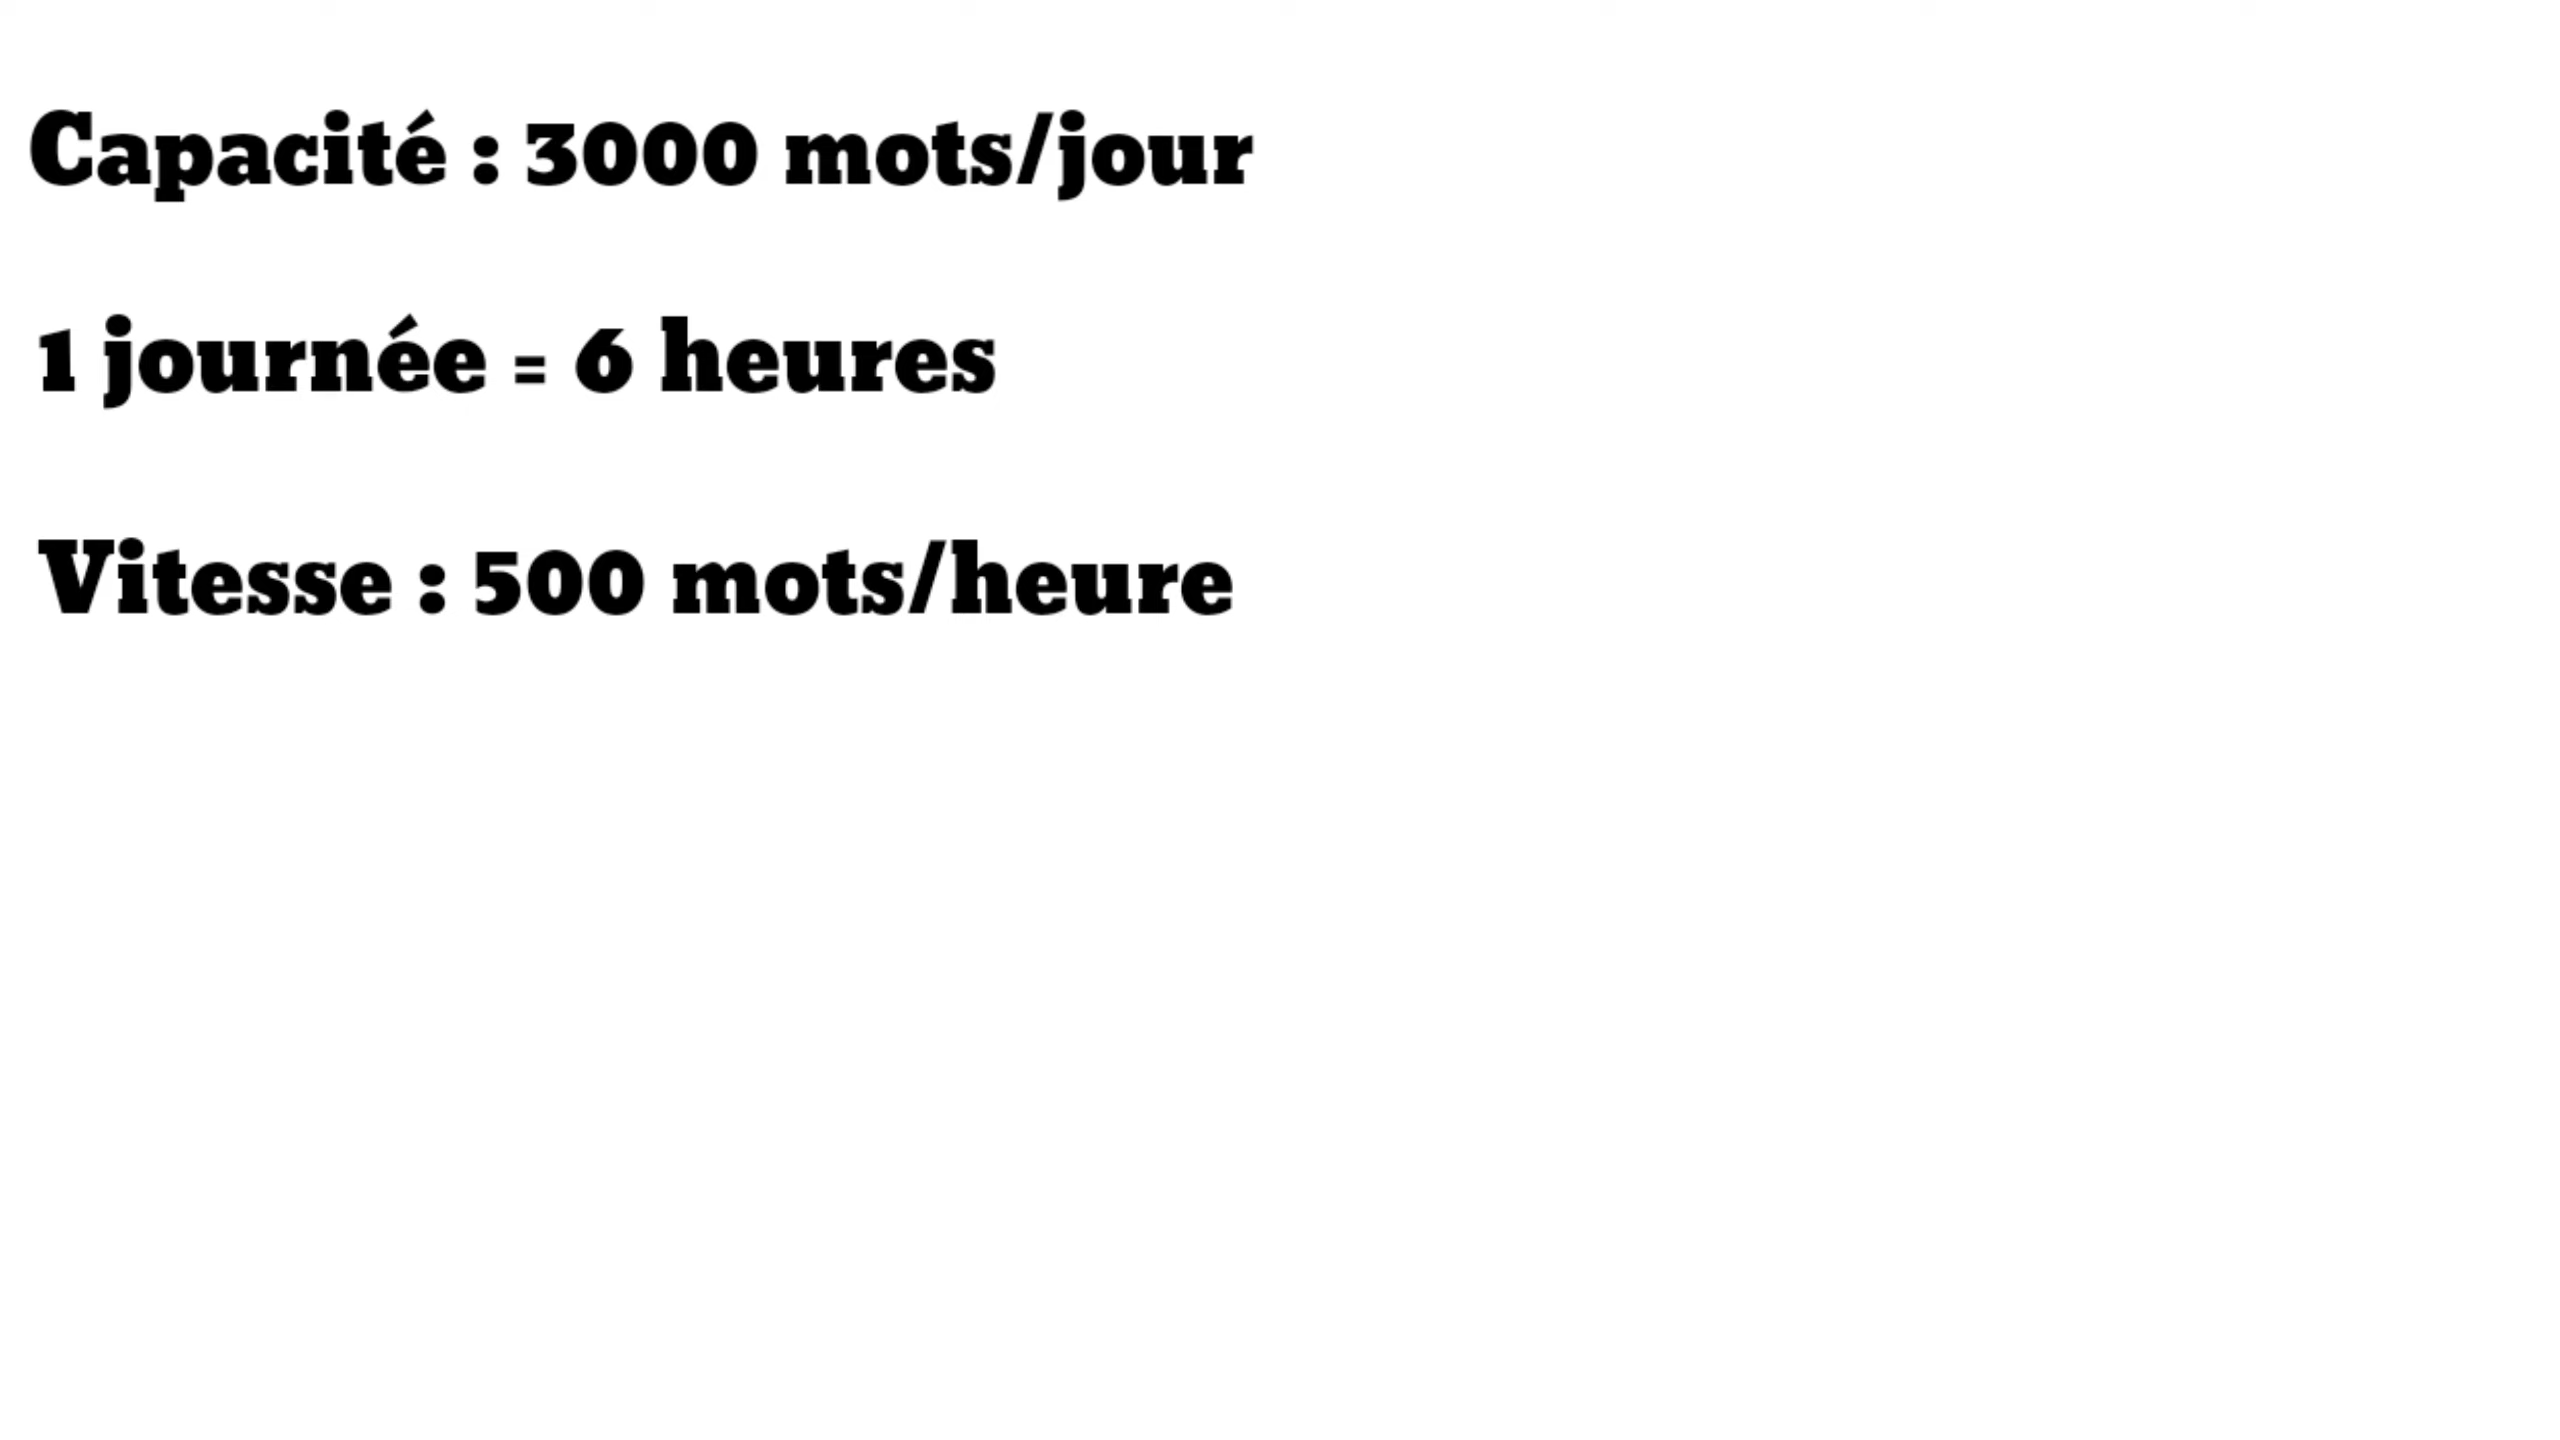 Capacité : 3000 mots/jour
1 journée = 6 heures
Vitesse : 500 mots/heure